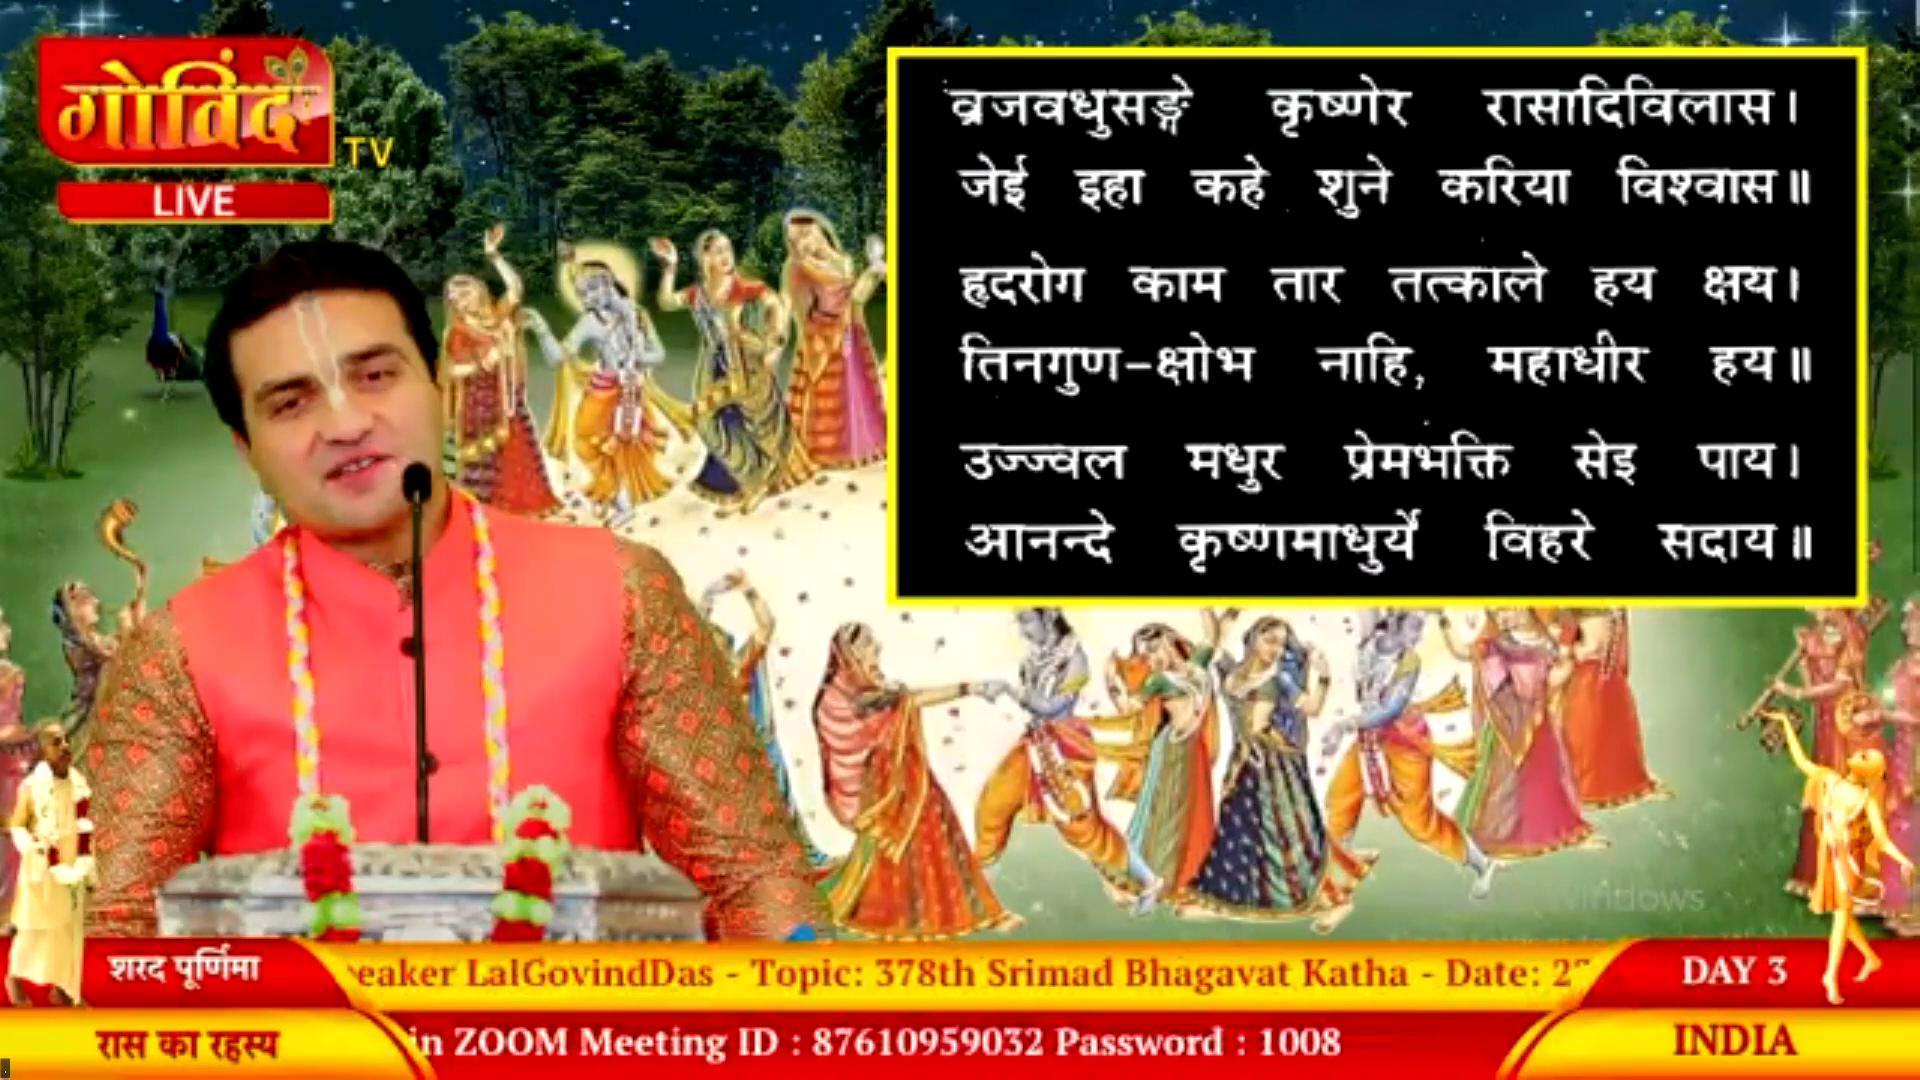 गोविंद
TV
LIVE
व्रजवधुसङ्गे कृष्णेर रासादिविलास।
जेई इहा कहे शुने करिया विश्वास॥
हृदरोग काम तार तत्काले हय क्षय।
तिनगुण-क्षोभ नाहि, महाधीर हय॥
उज्ज्वल मधुर प्रेमभक्ति सेइ पाय।
आनन्दे कृष्णमाधुर्ये विहरे सदाय॥
शरद पूर्णिमा
eaker LalGovindDas - Topic: 378th Srimad Bhagavat Katha - Date: 2
DAY 3
रास का रहस्य
in ZOOM Meeting ID : 87610959032 Password : 1008
INDIA